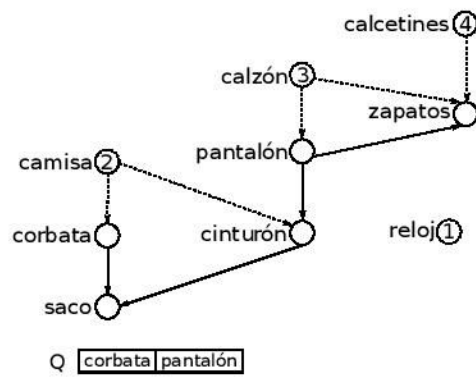 calcetines 4
calzón 3
zapatos
pantalón
camisa 2
corbata
cinturón
reloj 1
saco
Q corbata pantalón